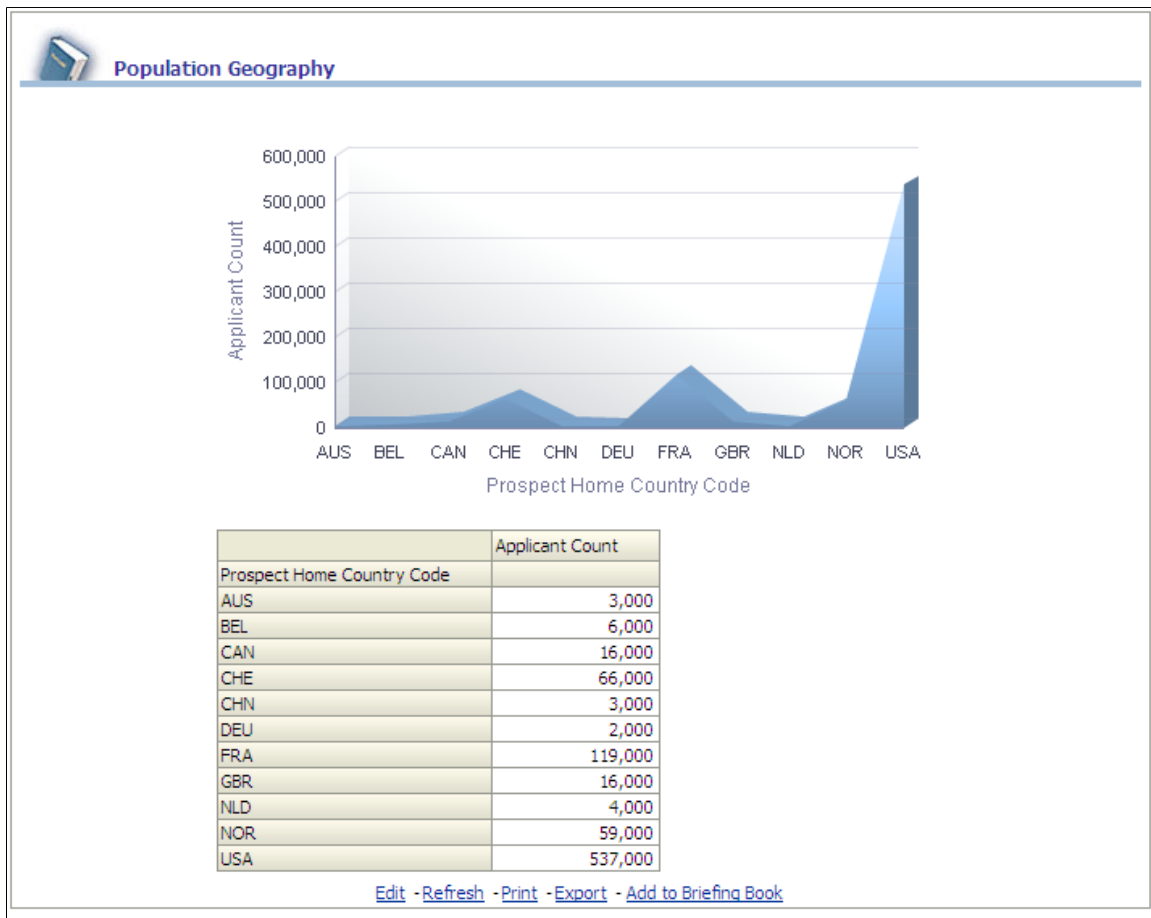 Population Geography
600,000
500,000
400,000
300,000
200,000
100,000
0
Applicant Count
AUS BEL CAN CHE CHN DEU FRA GBR NLD NOR USA
Prospect Home Country Code
Applicant Count
Prospect Home Country Code
AUS 3,000
BEL 6,000
CAN 16,000
CHE 66,000
CHN 3,000
DEU 2,000
FRA 119,000
GBR 16,000
NLD 4,000
NOR 59,000
USA 537,000
Edit - Refresh - Print - Export - Add to Briefing Book